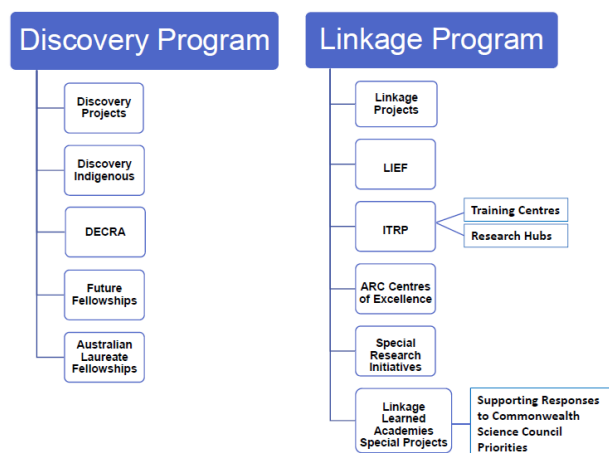 Discovery Program
Discovery
Projects
Discovery
Indigenous
DECRA
Future
Fellowships
Australian
Laureate
Fellowships
Linkage Program
Linkage
Projects
LIEF
ITRP
Training Centres
Research Hubs
ARC Centres
of Excellence
Special
Research
Initiatives
Linkage
Learned
Academies
Special Projects
Supporting Responses
to Commonwealth
Science Council
Priorities